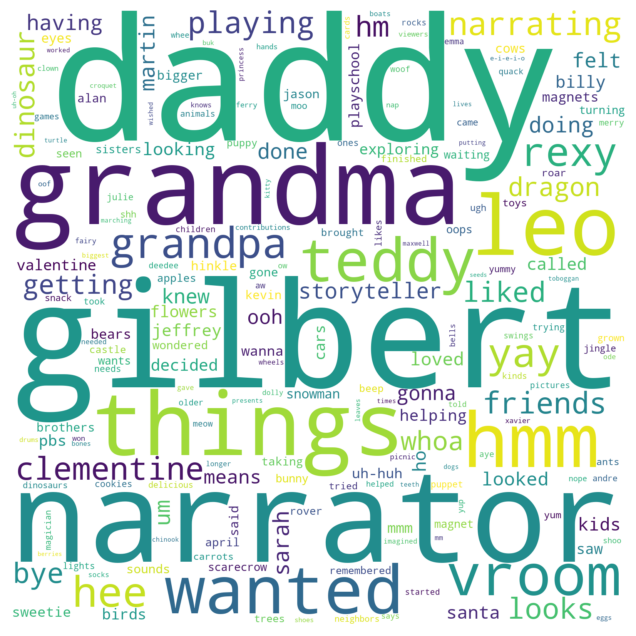 daddy
grandma
gilbert
narrator
things
wanted
leo
hmm
teddy
vroom
rexy
grandpa
clementine
yay
hee
narrating
playing
hm
having
eyes
dinosaur
martin
whee
boats
rocks
viewers
cards
buk
hands
emma
cows
e-i-e-i-o
worked
croquet
clown
uh-oh
alan
wished
princess
bigger
playschool
jason
moo
woof
quack
felt
billy
magnets
turning
merry
games
knows
animals
ferry
nap
lives
came
doing
turtle
seen
sisters
looking
puppy
done
exploring
finished
ones
waiting
putting
roar
dragon
oof
julie
shh
marching
kitty
children
contributions
fairy
biggest
likes
brought
oops
ugh
toys
maxwell
yummy
called
valentine
deedee
hinkle
ow
aw
kevin
gone
getting
snack
took
apples
knew
storyteller
liked
seeds
toboggan
flowers
ooh
bears
castle
wondered
jeffrey
wants
needs
needed
decided
wanna
wheels
cars
loved
swings
trying
grown
bells
kinds
jingle
pictures
ode
gave
dolly
presents
snowman
beep
gonna
older
meow
leaves
times
told
friends
brothers
pbs
won
bones
drums
longer
whoa
helping
picnic
xavier
aye
dogs
ants
dinosaurs
cookies
delicious
means
taking
bunny
uh-huh
ho
tried
helped
teeth
puppet
looked
nope
andre
yup
magician
um
april
said
sarah
rover
mmm
magnet
mm
imagined
yum
saw
kids
shoo
berries
chinook
carrots
scarecrow
remembered
bye
lights
socks
sounds
sweetie
birds
trees
shoes
neighbors
says
started
santa
looks
eggs